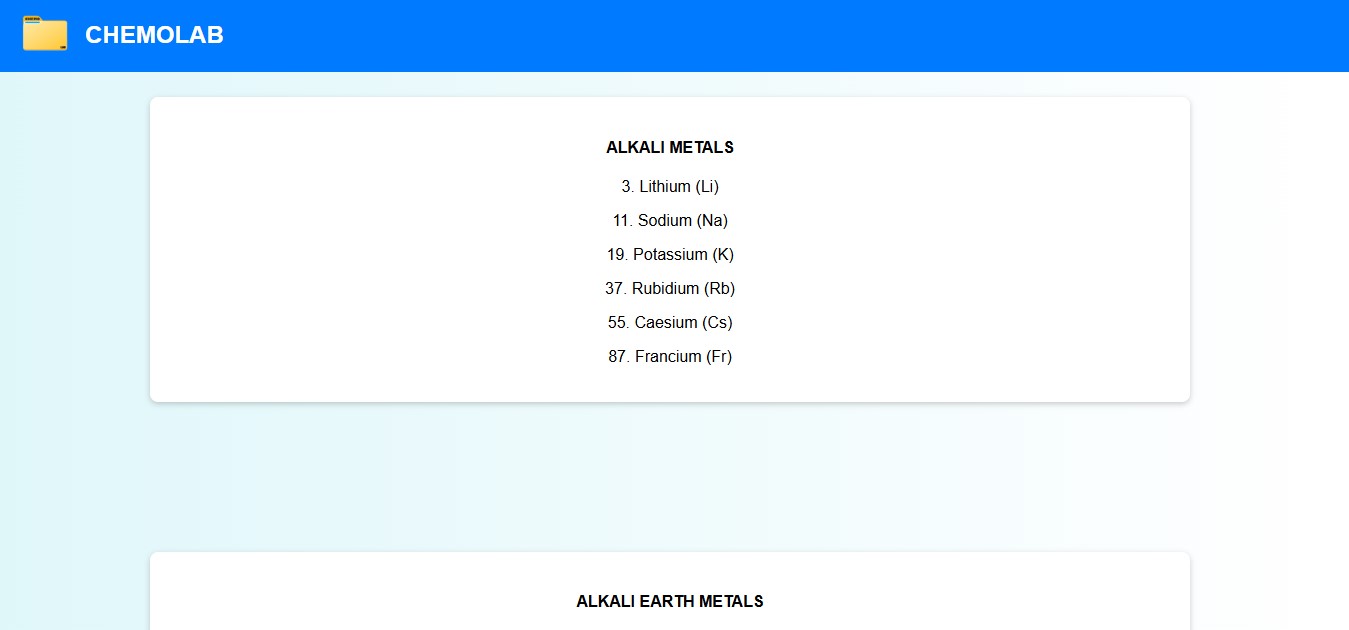 CHEMOLAB
ALKALI METALS
3. Lithium (Li)
11. Sodium (Na)
19. Potassium (K)
37. Rubidium (Rb)
55. Caesium (Cs)
87. Francium (Fr)
ALKALI EARTH METALS